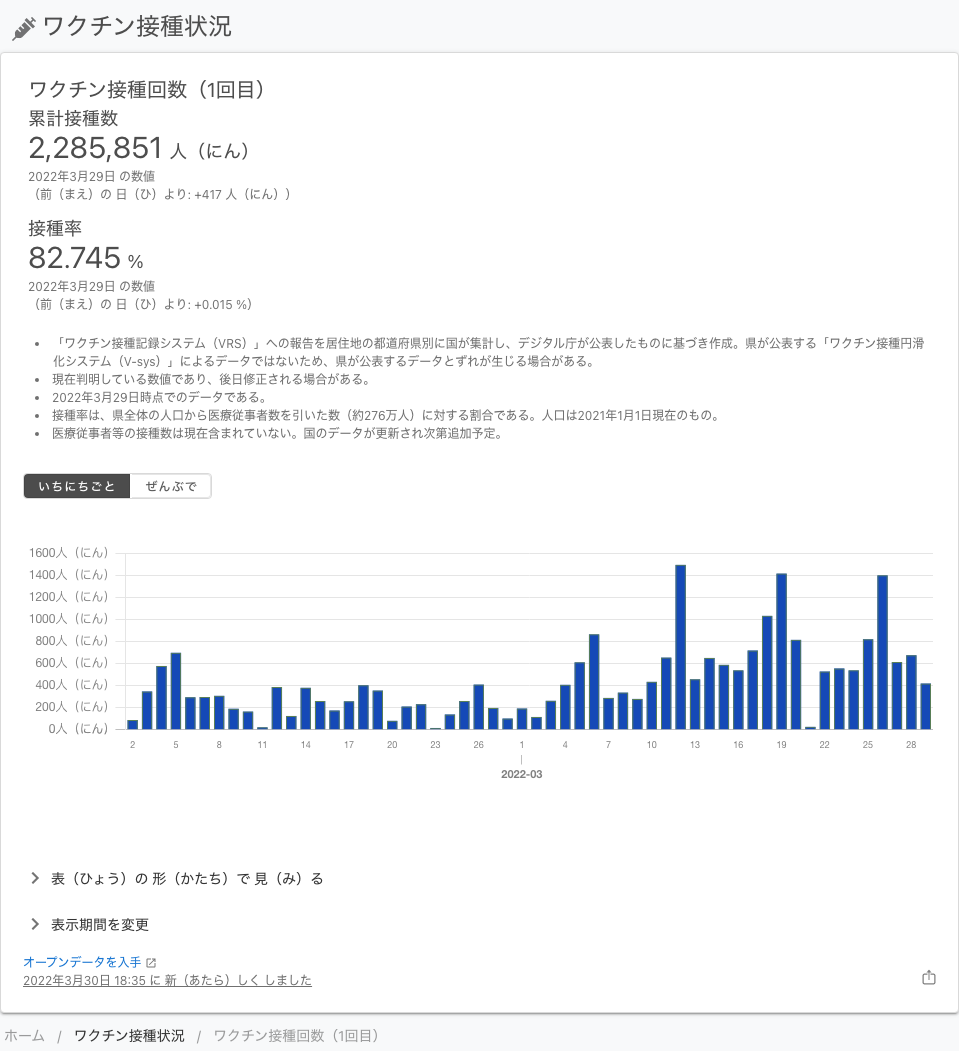 ワクチン接種状況
ワクチン接種回数（1回目）
累計接種数
2,285,851 人（にん）
2022年3月29日 の数値
（前（まえ）の 日（ひ）より: +417 人（にん））
接種率
82.745 %
2022年3月29日 の数値
（前（まえ）の 日（ひ）より: +0.015 %）
• 「ワクチン接種記録システム（VRS）」への報告を居住地の都道府県別に国が集計し、デジタル庁が公表したものに基づき作成。県が公表する「ワクチン接種円滑
化システム（V-sys）」によるデータではないため、県が公表するデータとずれが生じる場合がある。
• 現在判明している数値であり、後日修正される場合がある。
• 2022年3月29日時点でのデータである。
• 接種率は、県全体の人口から医療従事者数を引いた数（約276万人）に対する割合である。人口は2021年1月1日現在のもの。
• 医療従事者等の接種数は現在含まれていない。国のデータが更新され次第追加予定。
いちにちごと ぜんぶで
1600人（にん）
1400人（にん）
1200人（にん）
1000人（にん）
800人（にん）
600人（にん）
400人（にん）
200人（にん）
0人（にん）
2 5 8 11 14 17 20 23 26 1 4 7 10 13 16 19 22 25 28
2022-03
表（ひょう）の 形（かたち）で 見（み）る
表示期間を変更
オープンデータを入手
2022年3月30日 18:35 に 新（あたら）しく しました
ホーム / ワクチン接種状況 / ワクチン接種回数（1回目）